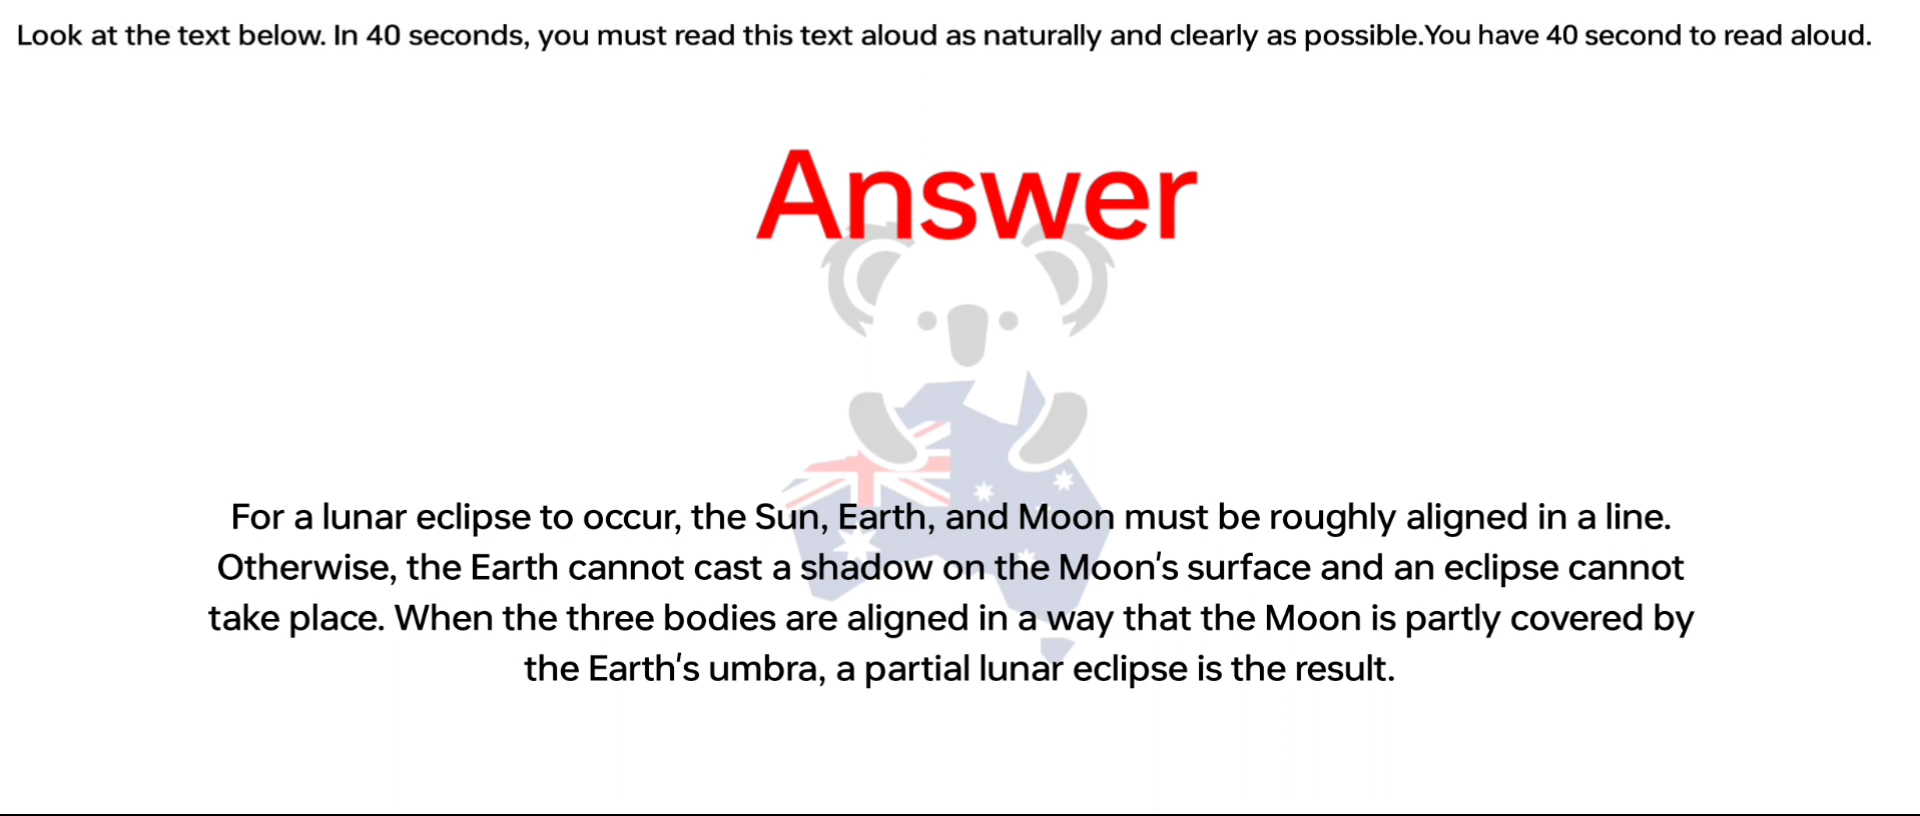 Look at the text below. In 40 seconds, you must read this text aloud as naturally and clearly as possible.You have 40 second to read aloud.
Answer
For a lunar eclipse to occur, the Sun, Earth, and Moon must be roughly aligned in a line.
Otherwise, the Earth cannot cast a shadow on the Moon's surface and an eclipse cannot
take place. When the three bodies are aligned in a way that the Moon is partly covered by
the Earth's umbra, a partial lunar eclipse is the result.